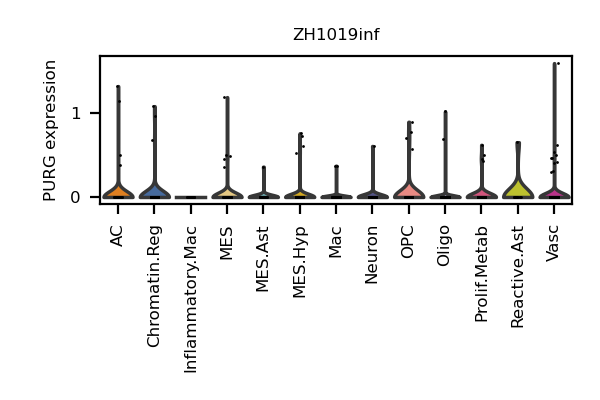 ZH1019inf
PURG expression
1
0
AC
Chromatin.Reg
Inflammatory.Mac
MES
MES.Ast
MES.Hyp
Mac
Neuron
OPC
Oligo
Prolif.Metab
Reactive.Ast
Vasc